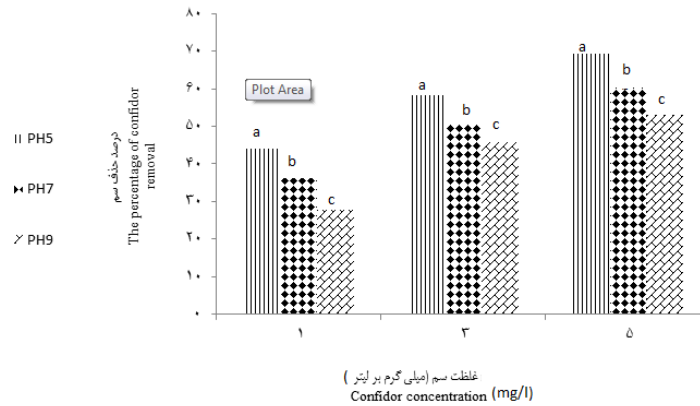 ۸۰
۷۰
۶۰
۵۰
۴۰
۳۰
۲۰
۱۰
۰
درصد حذف سم
The percentage of confidor
removal
PH5
PH7
PH9
Plot Area
a
b
c
a
b
c
a
b
c
۱
۳
۵
غلظت سم (میلی گرم بر لیتر )
Confidor concentration (mg/l)